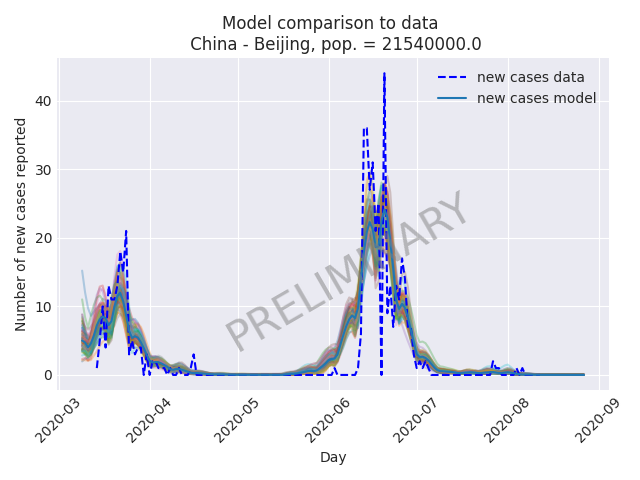 Model comparison to data
China - Beijing, pop. = 21540000.0
new cases data
new cases model
40
30
20
10
0
Number of new cases reported
PRELIMINARY
2020-03
2020-04
2020-05
2020-06
2020-07
2020-08
2020-09
Day